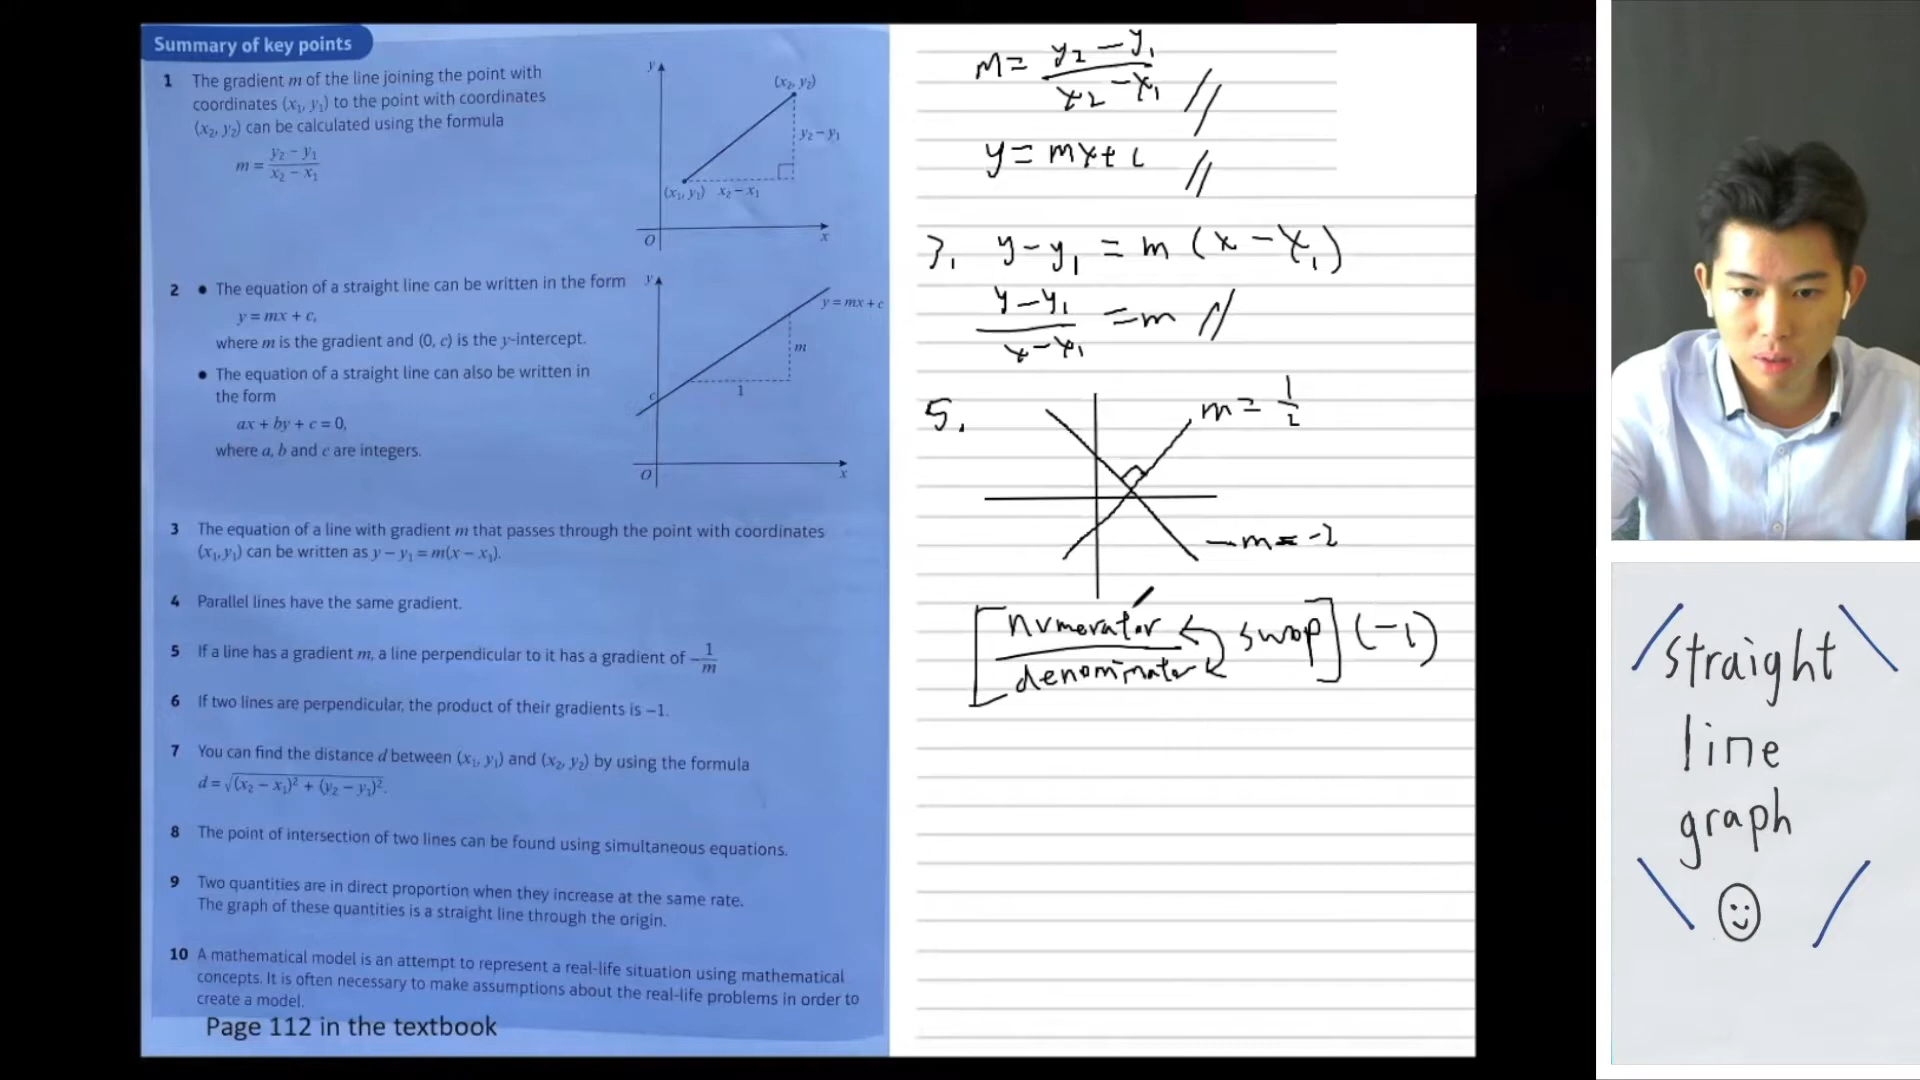 Summary of key points
1 The gradient m of the line joining the point with
coordinates (x₁, y₁) to the point with coordinates
(x₂, y₂) can be calculated using the formula
m = (y₂ − y₁)/(x₂ − x₁)
y
(x₂, y₂)
y₂ − y₁
(x₁, y₁) x₂ − x₁
O x
2 • The equation of a straight line can be written in the form
y = mx + c,
where m is the gradient and (0, c) is the y-intercept.
• The equation of a straight line can also be written in
the form
ax + by + c = 0,
where a, b and c are integers.
y
y = mx + c
m
1
c
O x
3 The equation of a line with gradient m that passes through the point with coordinates
(x₁, y₁) can be written as y − y₁ = m(x − x₁).
4 Parallel lines have the same gradient.
5 If a line has a gradient m, a line perpendicular to it has a gradient of −1/m
6 If two lines are perpendicular, the product of their gradients is −1.
7 You can find the distance d between (x₁, y₁) and (x₂, y₂) by using the formula
d = √(x₂ − x₁)² + (y₂ − y₁)².
8 The point of intersection of two lines can be found using simultaneous equations.
9 Two quantities are in direct proportion when they increase at the same rate.
The graph of these quantities is a straight line through the origin.
10 A mathematical model is an attempt to represent a real-life situation using mathematical
concepts. It is often necessary to make assumptions about the real-life problems in order to
create a model.
Page 112 in the textbook
m = (y₂ − y₁)/(x₂ − x₁) //
y = mx + c //
3. y − y₁ = m (x − x₁)
(y − y₁)/(x − x₁) = m //
5.
m = 1/2
m = -2
[numerator/denominator swap] (-1)
straight
line
graph